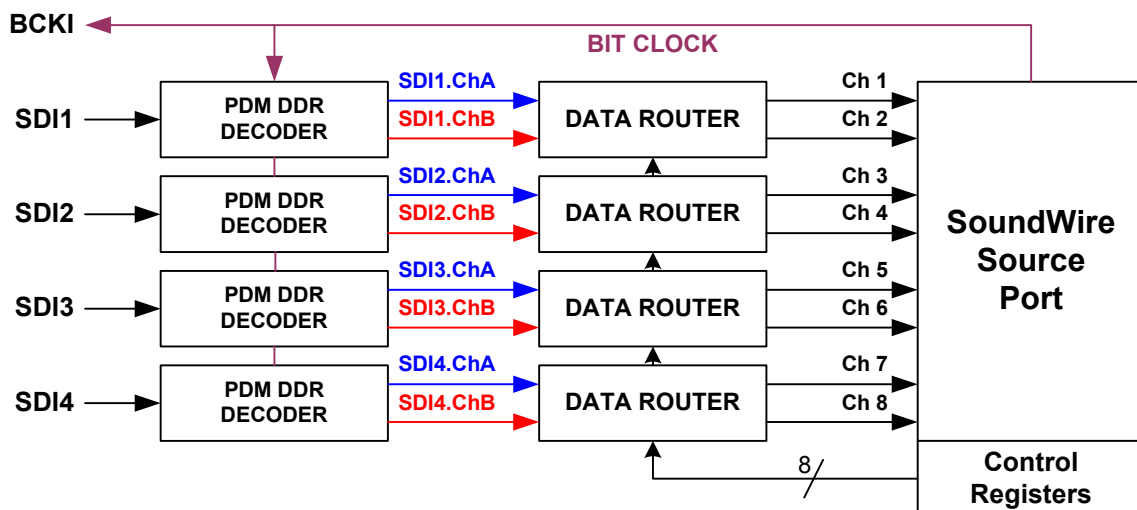 BCKI
BIT CLOCK
SDI1
PDM DDR
DECODER
SDI1.ChA
SDI1.ChB
DATA ROUTER
Ch 1
Ch 2
SDI2
PDM DDR
DECODER
SDI2.ChA
SDI2.ChB
DATA ROUTER
Ch 3
Ch 4
SDI3
PDM DDR
DECODER
SDI3.ChA
SDI3.ChB
DATA ROUTER
Ch 5
Ch 6
SDI4
PDM DDR
DECODER
SDI4.ChA
SDI4.ChB
DATA ROUTER
Ch 7
Ch 8
SoundWire
Source
Port
8
Control
Registers